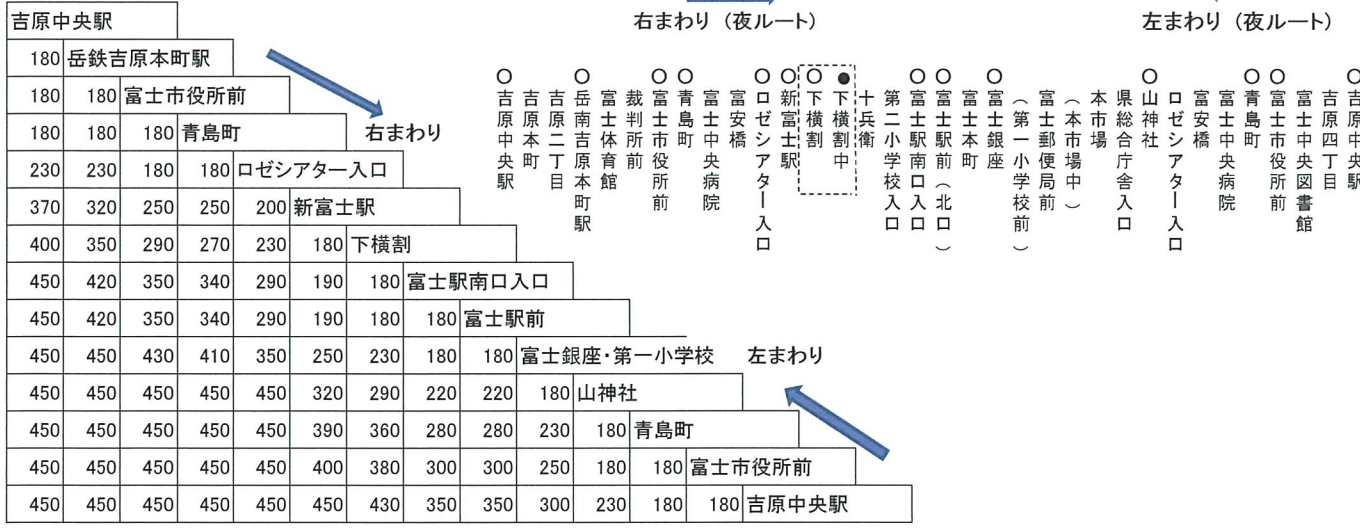 吉原中央駅
180 岳鉄吉原本町駅
180 180 富士市役所前
180 180 180 青島町 右まわり
230 230 180 180 ロゼシアター入口
370 320 250 250 200 新富士駅
400 350 290 270 230 180 下横割
450 420 350 340 290 190 180 富士駅南口入口
450 420 350 340 290 190 180 180 富士駅前
450 450 430 410 350 250 230 180 180 富士銀座・第一小学校 左まわり
450 450 450 450 450 320 290 220 220 180 山神社
450 450 450 450 450 390 360 280 280 230 180 青島町
450 450 450 450 450 400 380 300 300 250 180 180 富士市役所前
450 450 450 450 450 450 430 350 350 300 230 180 180 吉原中央駅
右まわり（夜ルート）
左まわり（夜ルート）
○吉原中央駅
吉原本町
吉原二丁目
○岳南吉原本町駅
富士体育館
裁判所前
○富士市役所前
○青島町
富士中央病院
富安橋
○ロゼシアター入口
○新富士駅
○下横割
●下横割中
十兵衛
第二小学校入口
○富士駅南口入口
○富士駅前（北口）
富士本町
○富士銀座
（第一小学校前）
富士郵便局前
（本市場中）
本市場
県総合庁舎入口
○山神社
ロゼシアター入口
富安橋
富士中央病院
○青島町
○富士市役所前
富士中央図書館
吉原四丁目
○吉原中央駅